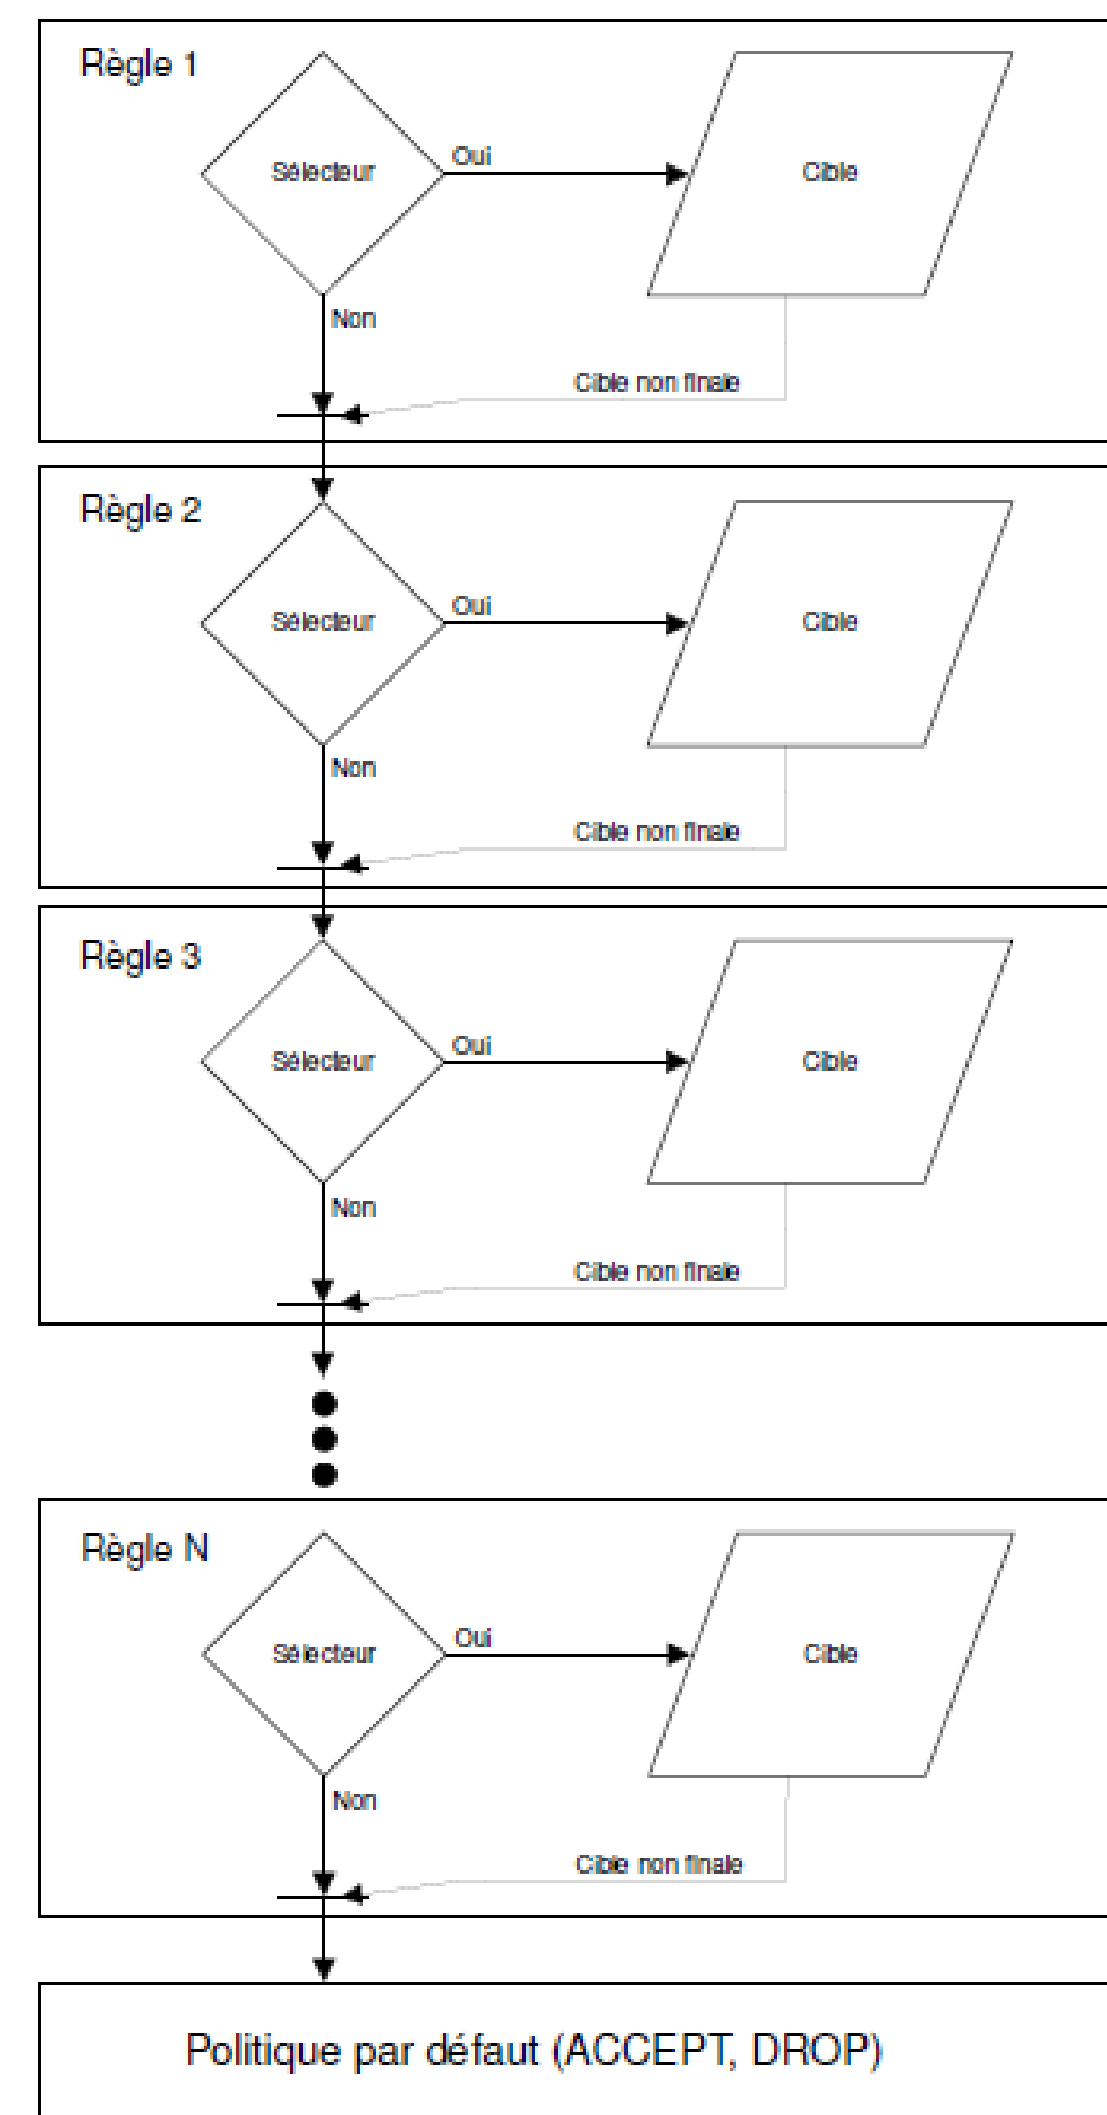 Règle 1
Oui
Sélecteur
Cible
Non
Cible non finale
Règle 2
Oui
Sélecteur
Cible
Non
Cible non finale
Règle 3
Oui
Sélecteur
Cible
Non
Cible non finale
Règle N
Oui
Sélecteur
Cible
Non
Cible non finale
Politique par défaut (ACCEPT, DROP)